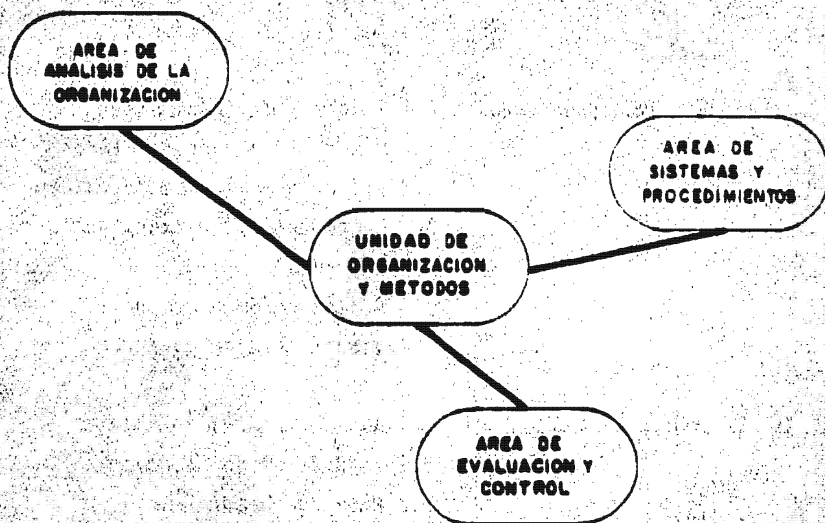 AREA DE
ANALISIS DE LA
ORGANIZACION
AREA DE
SISTEMAS Y
PROCEDIMIENTOS
UNIDAD DE
ORGANIZACION
Y METODOS
AREA DE
EVALUACION Y
CONTROL